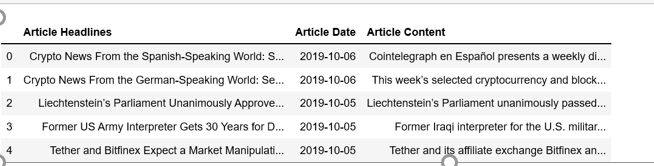 Article Headlines Article Date Article Content
0 Crypto News From the Spanish-Speaking World: S... 2019-10-06 Cointelegraph en Español presents a weekly di...
1 Crypto News From the German-Speaking World: Se... 2019-10-06 This week's selected cryptocurrency and block...
2 Liechtenstein's Parliament Unanimously Approve... 2019-10-05 Liechtenstein's Parliament unanimously passed...
3 Former US Army Interpreter Gets 30 Years for D... 2019-10-05 Former Iraqi interpreter for the U.S. militar...
4 Tether and Bitfinex Expect a Market Manipulati... 2019-10-05 Tether and its affiliate exchange Bitfinex an...